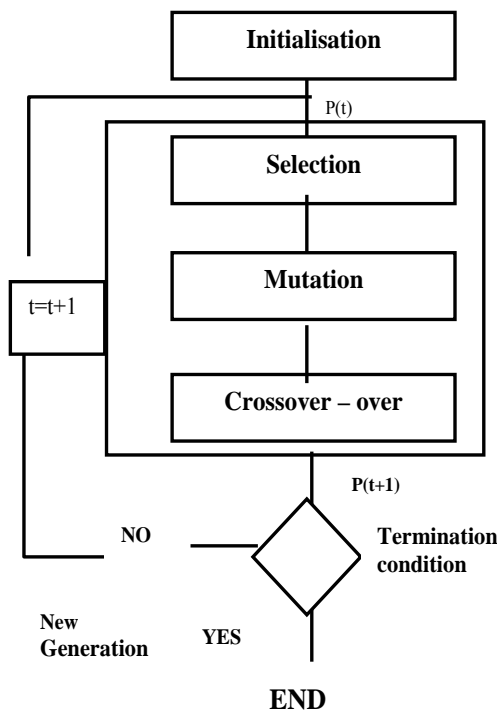 Initialisation
P(t)
Selection
Mutation
t=t+1
Crossover – over
P(t+1)
NO
Termination
condition
New
Generation
YES
END